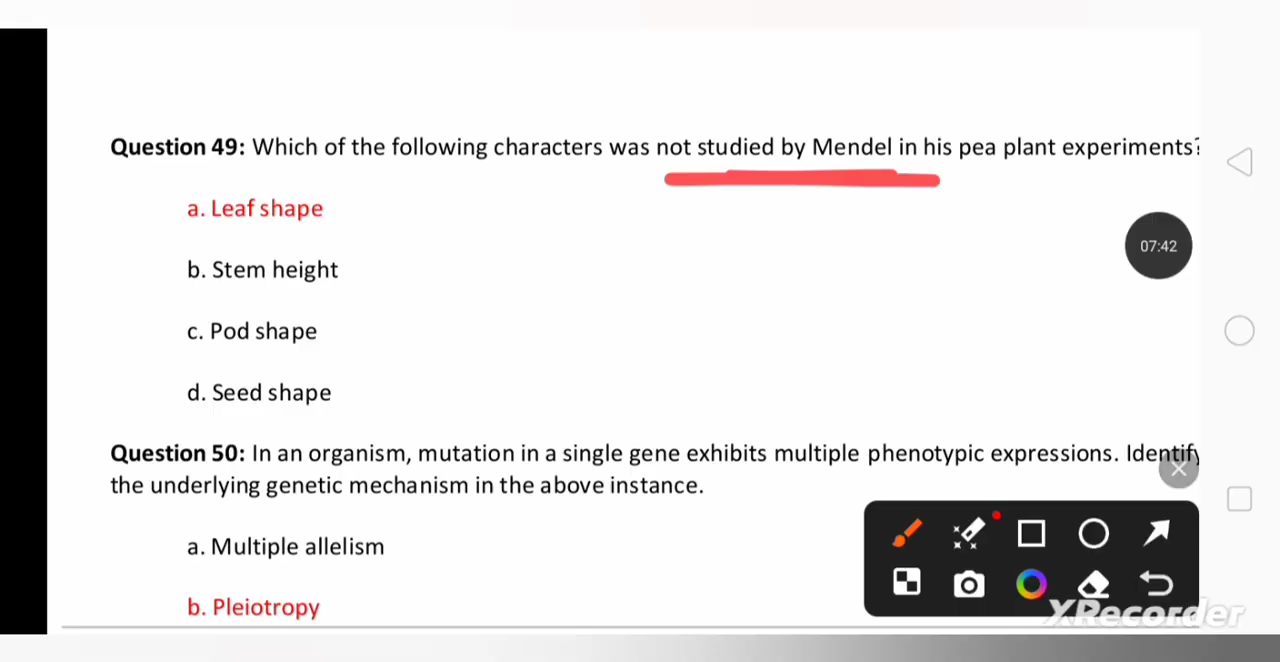 Question 49: Which of the following characters was not studied by Mendel in his pea plant experiments?
a. Leaf shape
07:42
b. Stem height
c. Pod shape
d. Seed shape
Question 50: In an organism, mutation in a single gene exhibits multiple phenotypic expressions. Identify
the underlying genetic mechanism in the above instance.
a. Multiple allelism
b. Pleiotropy
XRecorder